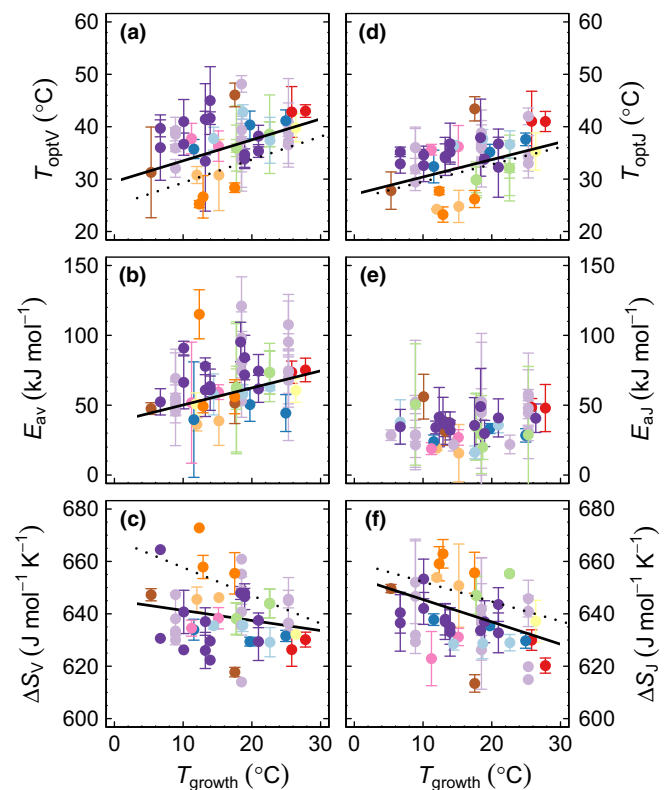 (a)
60
50
40
30
20
T_optV (°C)
(d)
60
50
40
30
20
T_optJ (°C)
(b)
150
100
50
0
E_av (kJ mol⁻¹)
(e)
150
100
50
0
E_aJ (kJ mol⁻¹)
(c)
680
660
640
620
600
ΔS_V (J mol⁻¹ K⁻¹)
(f)
680
660
640
620
600
ΔS_J (J mol⁻¹ K⁻¹)
0 10 20 30
0 10 20 30
T_growth (°C)
T_growth (°C)